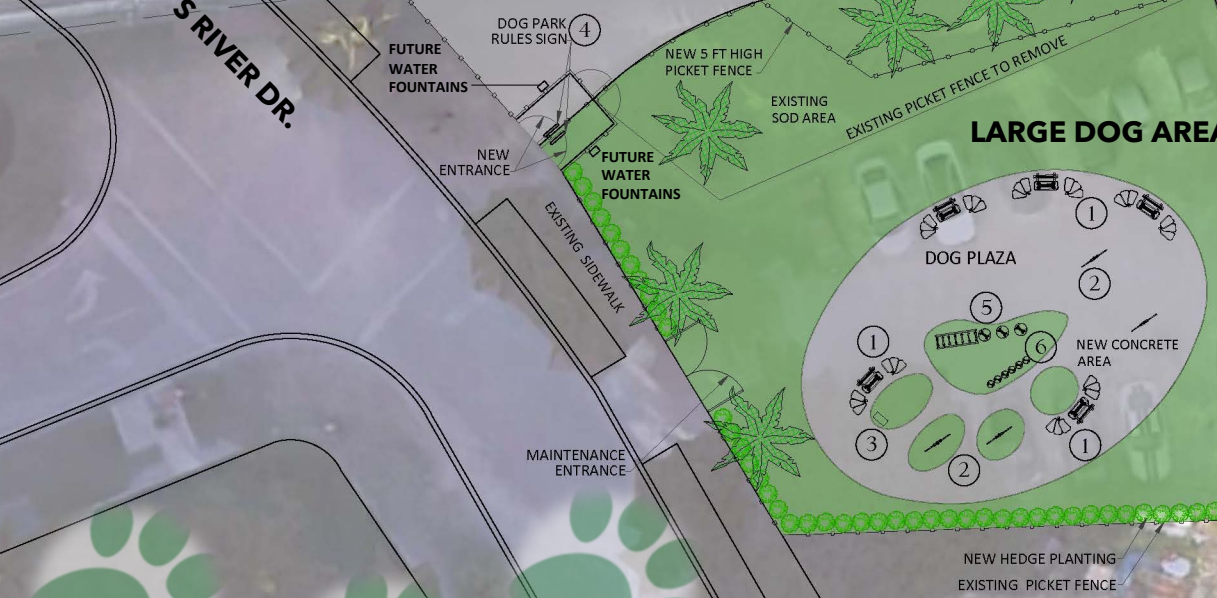 S RIVER DR.
DOG PARK
RULES SIGN
4
FUTURE
WATER
FOUNTAINS
NEW 5 FT HIGH
PICKET FENCE
EXISTING
SOD AREA
EXISTING PICKET FENCE TO REMOVE
LARGE DOG AREA
NEW
ENTRANCE
FUTURE
WATER
FOUNTAINS
EXISTING SIDEWALK
1
DOG PLAZA
2
5
1
6
NEW CONCRETE
AREA
3
2
1
MAINTENANCE
ENTRANCE
NEW HEDGE PLANTING
EXISTING PICKET FENCE